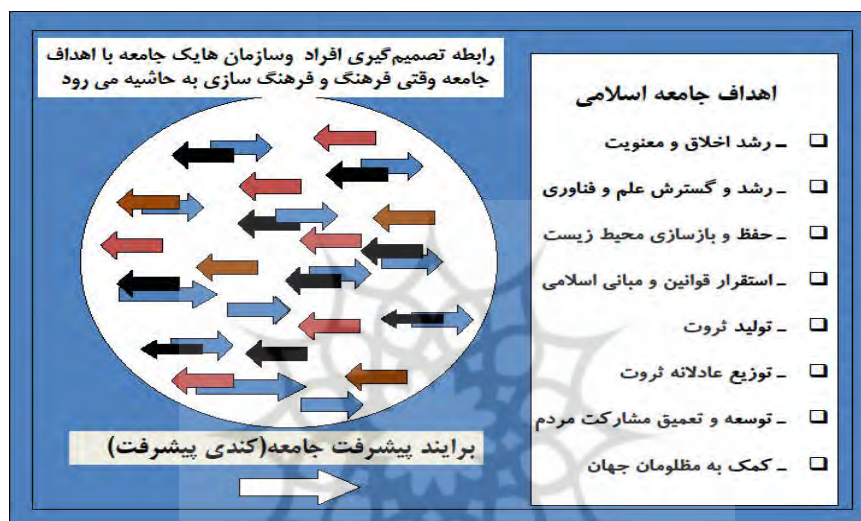 رابطه تصمیم‌گیری افراد وسازمان هایک جامعه با اهداف
جامعه وقتی فرهنگ و فرهنگ سازی به حاشیه می رود
اهداف جامعه اسلامی
ـ رشد اخلاق و معنویت
ـ رشد و گسترش علم و فناوری
ـ حفظ و بازسازی محیط زیست
ـ استقرار قوانین و مبانی اسلامی
ـ تولید ثروت
ـ توزیع عادلانه ثروت
ـ توسعه و تعمیق مشارکت مردم
ـ کمک به مظلومان جهان
برایند پیشرفت جامعه(کندی پیشرفت)